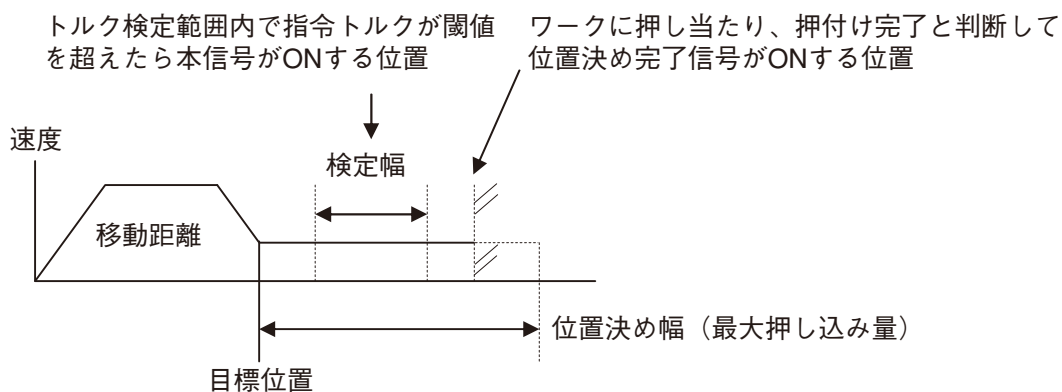 トルク検定範囲内で指令トルクが閾値
を超えたら本信号がONする位置
ワークに押し当たり、押付け完了と判断して
位置決め完了信号がONする位置
速度
検定幅
移動距離
位置決め幅（最大押し込み量）
目標位置